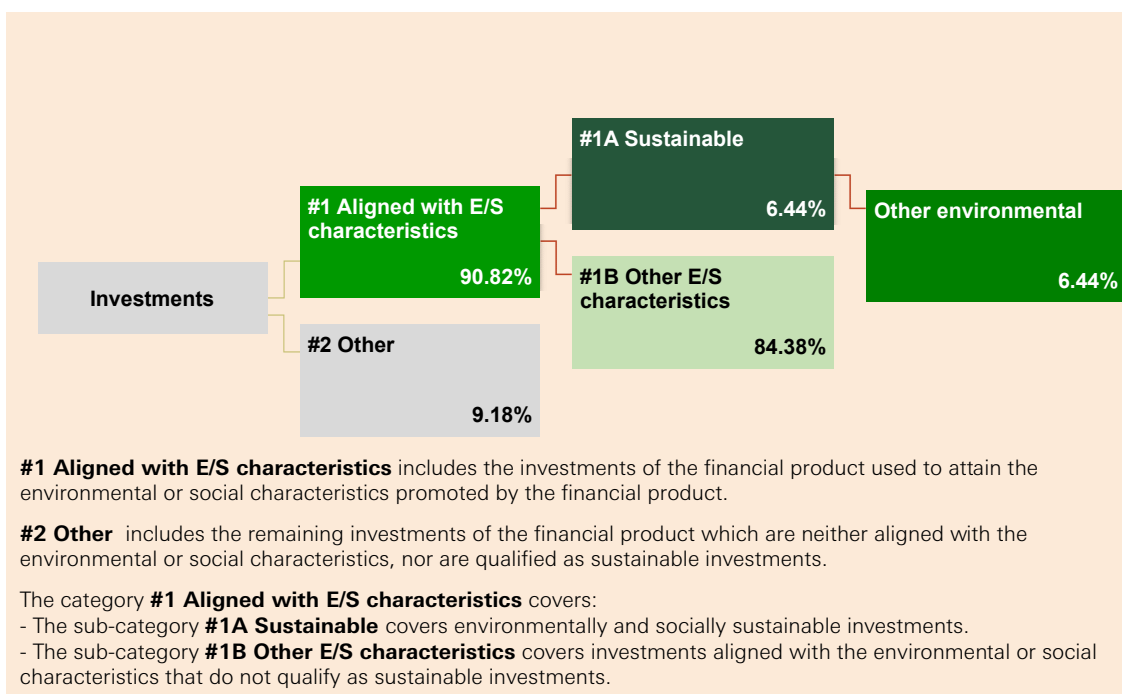 #1A Sustainable
6.44%
#1 Aligned with E/S
characteristics
90.82%
Other environmental
6.44%
Investments
#1B Other E/S
characteristics
84.38%
#2 Other
9.18%
#1 Aligned with E/S characteristics includes the investments of the financial product used to attain the
environmental or social characteristics promoted by the financial product.
#2 Other includes the remaining investments of the financial product which are neither aligned with the
environmental or social characteristics, nor are qualified as sustainable investments.
The category #1 Aligned with E/S characteristics covers:
- The sub-category #1A Sustainable covers environmentally and socially sustainable investments.
- The sub-category #1B Other E/S characteristics covers investments aligned with the environmental or social
characteristics that do not qualify as sustainable investments.